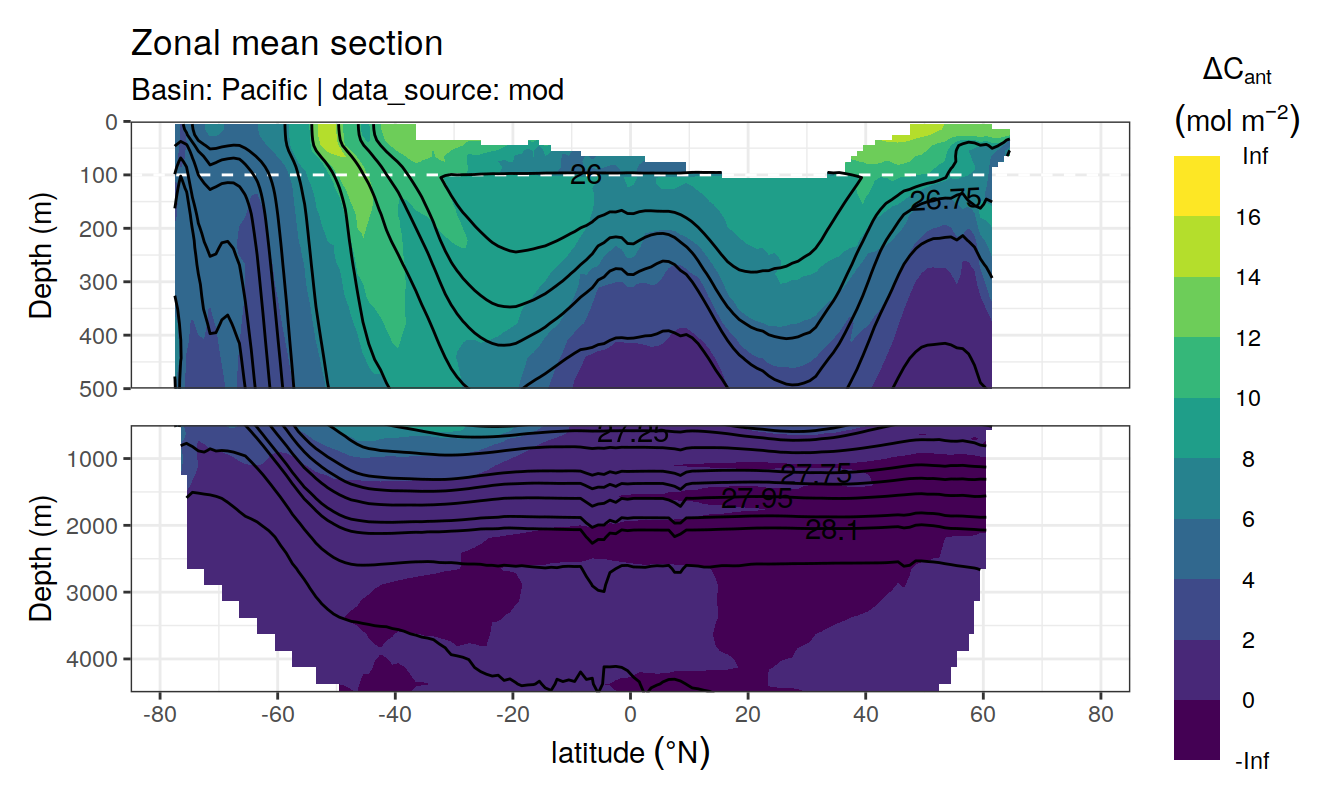 Zonal mean section
Basin: Pacific | data_source: mod
ΔCant
(mol m−2)
Inf
16
14
12
10
8
6
4
2
0
-Inf
Depth (m)
0
100
200
300
400
500
26
26.75
Depth (m)
1000
2000
3000
4000
27.25
27.75
27.95
28.1
-80 -60 -40 -20 0 20 40 60 80
latitude (°N)